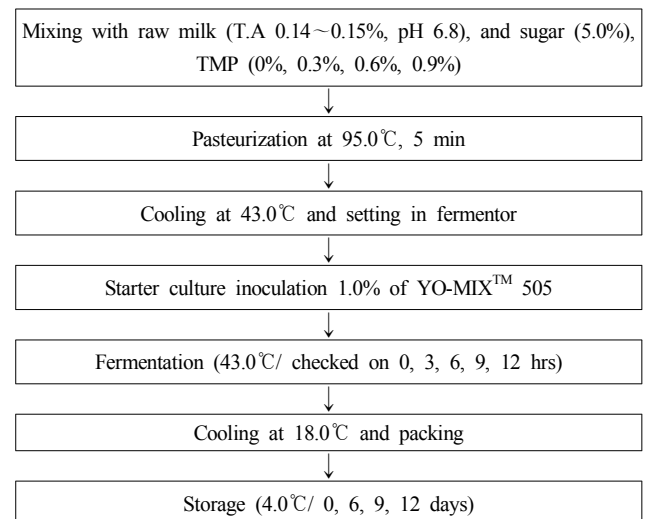 Mixing with raw milk (T.A 0.14～0.15%, pH 6.8), and sugar (5.0%),
TMP (0%, 0.3%, 0.6%, 0.9%)
Pasteurization at 95.0℃, 5 min
Cooling at 43.0℃ and setting in fermentor
Starter culture inoculation 1.0% of YO-MIX™ 505
Fermentation (43.0℃/ checked on 0, 3, 6, 9, 12 hrs)
Cooling at 18.0℃ and packing
Storage (4.0℃/ 0, 6, 9, 12 days)